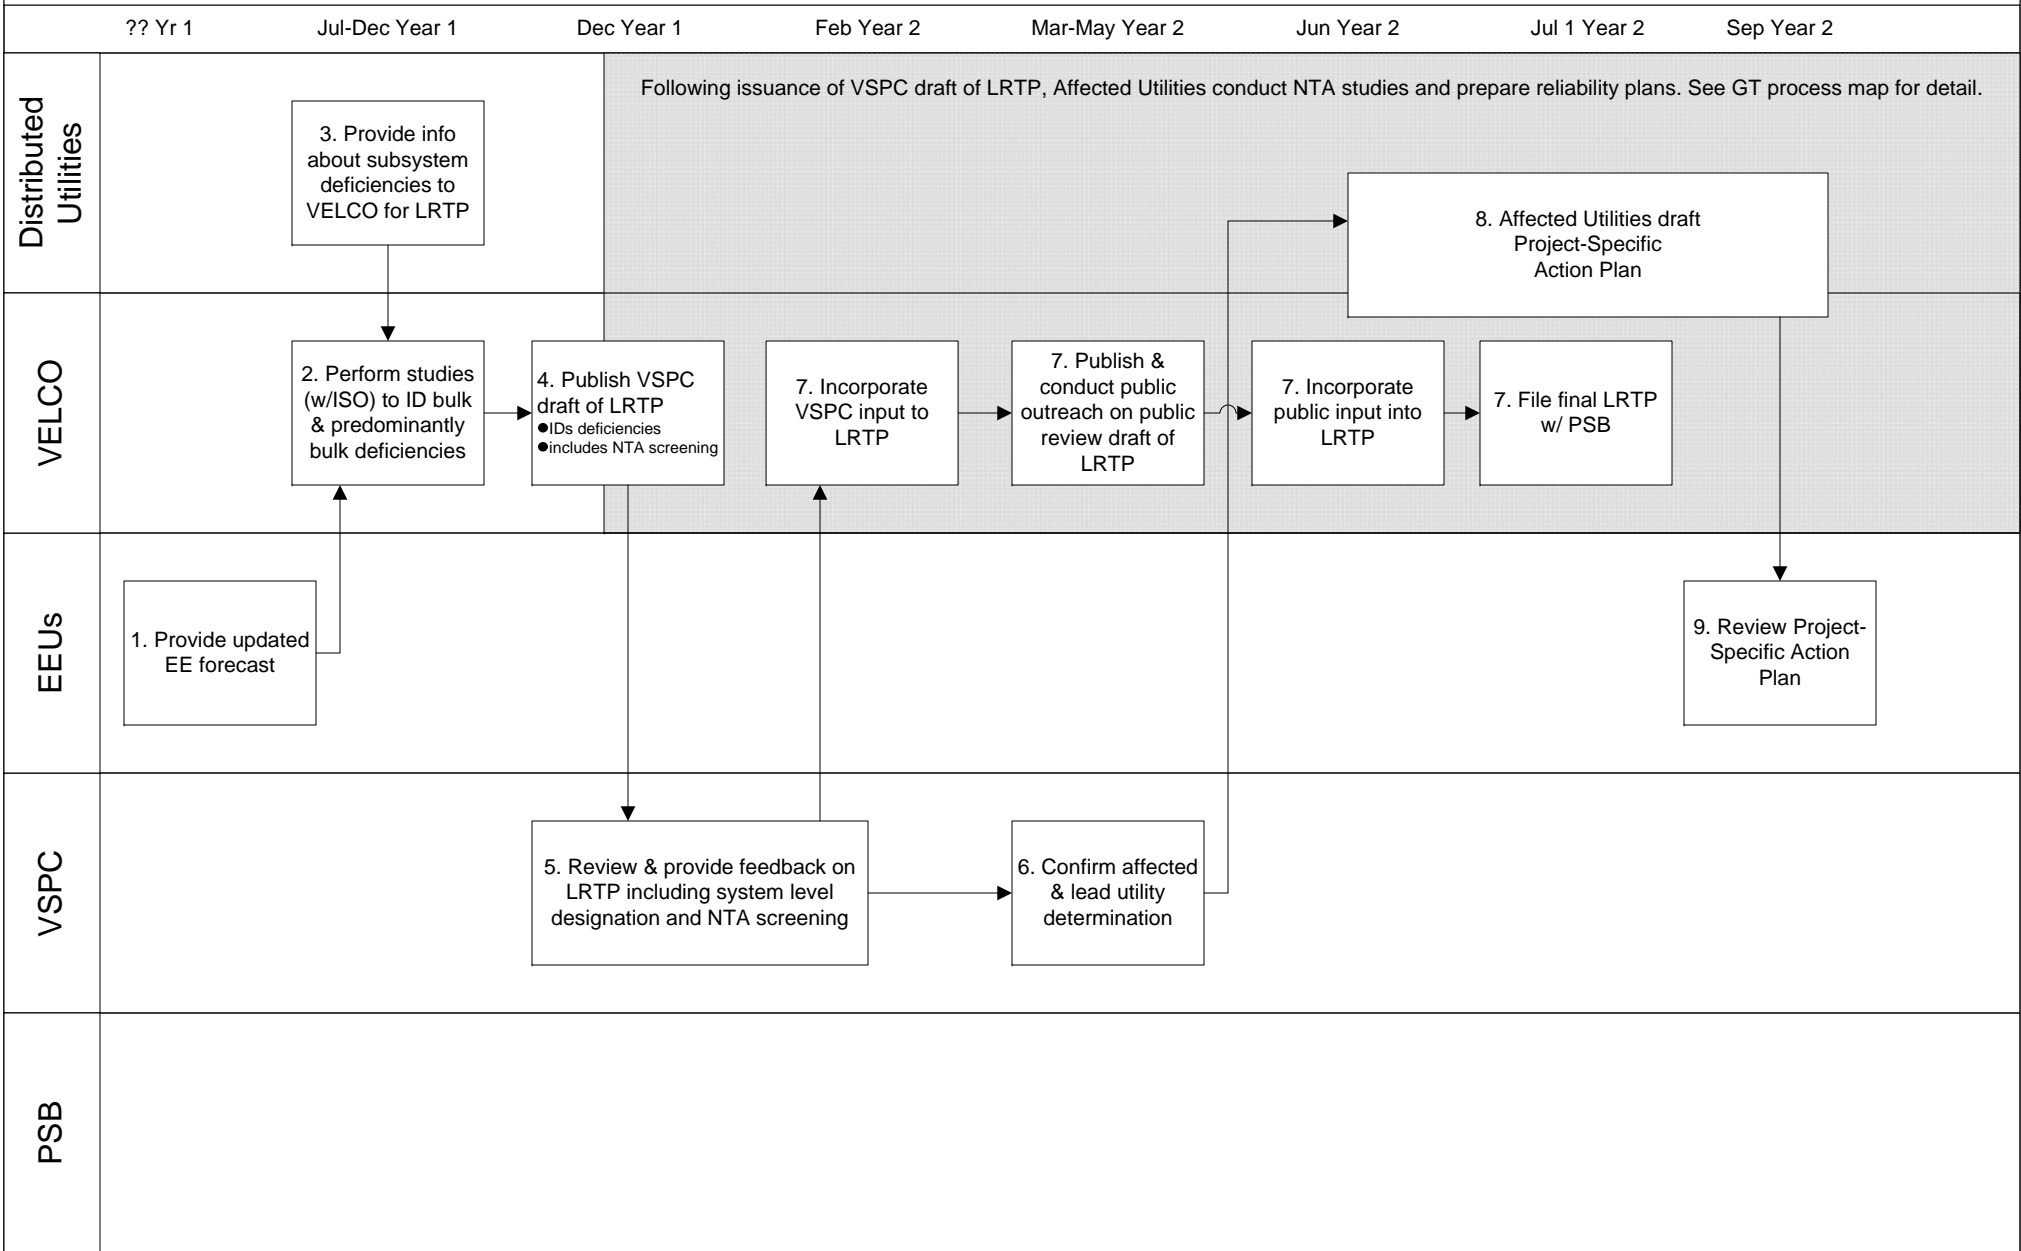 ?? Yr 1
Jul-Dec Year 1
Dec Year 1
Feb Year 2
Mar-May Year 2
Jun Year 2
Jul 1 Year 2
Sep Year 2
Distributed
Utilities
Following issuance of VSPC draft of LRTP, Affected Utilities conduct NTA studies and prepare reliability plans. See GT process map for detail.
3. Provide info
about subsystem
deficiencies to
VELCO for LRTP
8. Affected Utilities draft
Project-Specific
Action Plan
VELCO
2. Perform studies
(w/ISO) to ID bulk
& predominantly
bulk deficiencies
4. Publish VSPC
draft of LRTP
●IDs deficiencies
●includes NTA screening
7. Incorporate
VSPC input to
LRTP
7. Publish &
conduct public
outreach on public
review draft of
LRTP
7. Incorporate
public input into
LRTP
7. File final LRTP
w/ PSB
EEUs
1. Provide updated
EE forecast
9. Review Project-
Specific Action
Plan
VSPC
5. Review & provide feedback on
LRTP including system level
designation and NTA screening
6. Confirm affected
& lead utility
determination
PSB